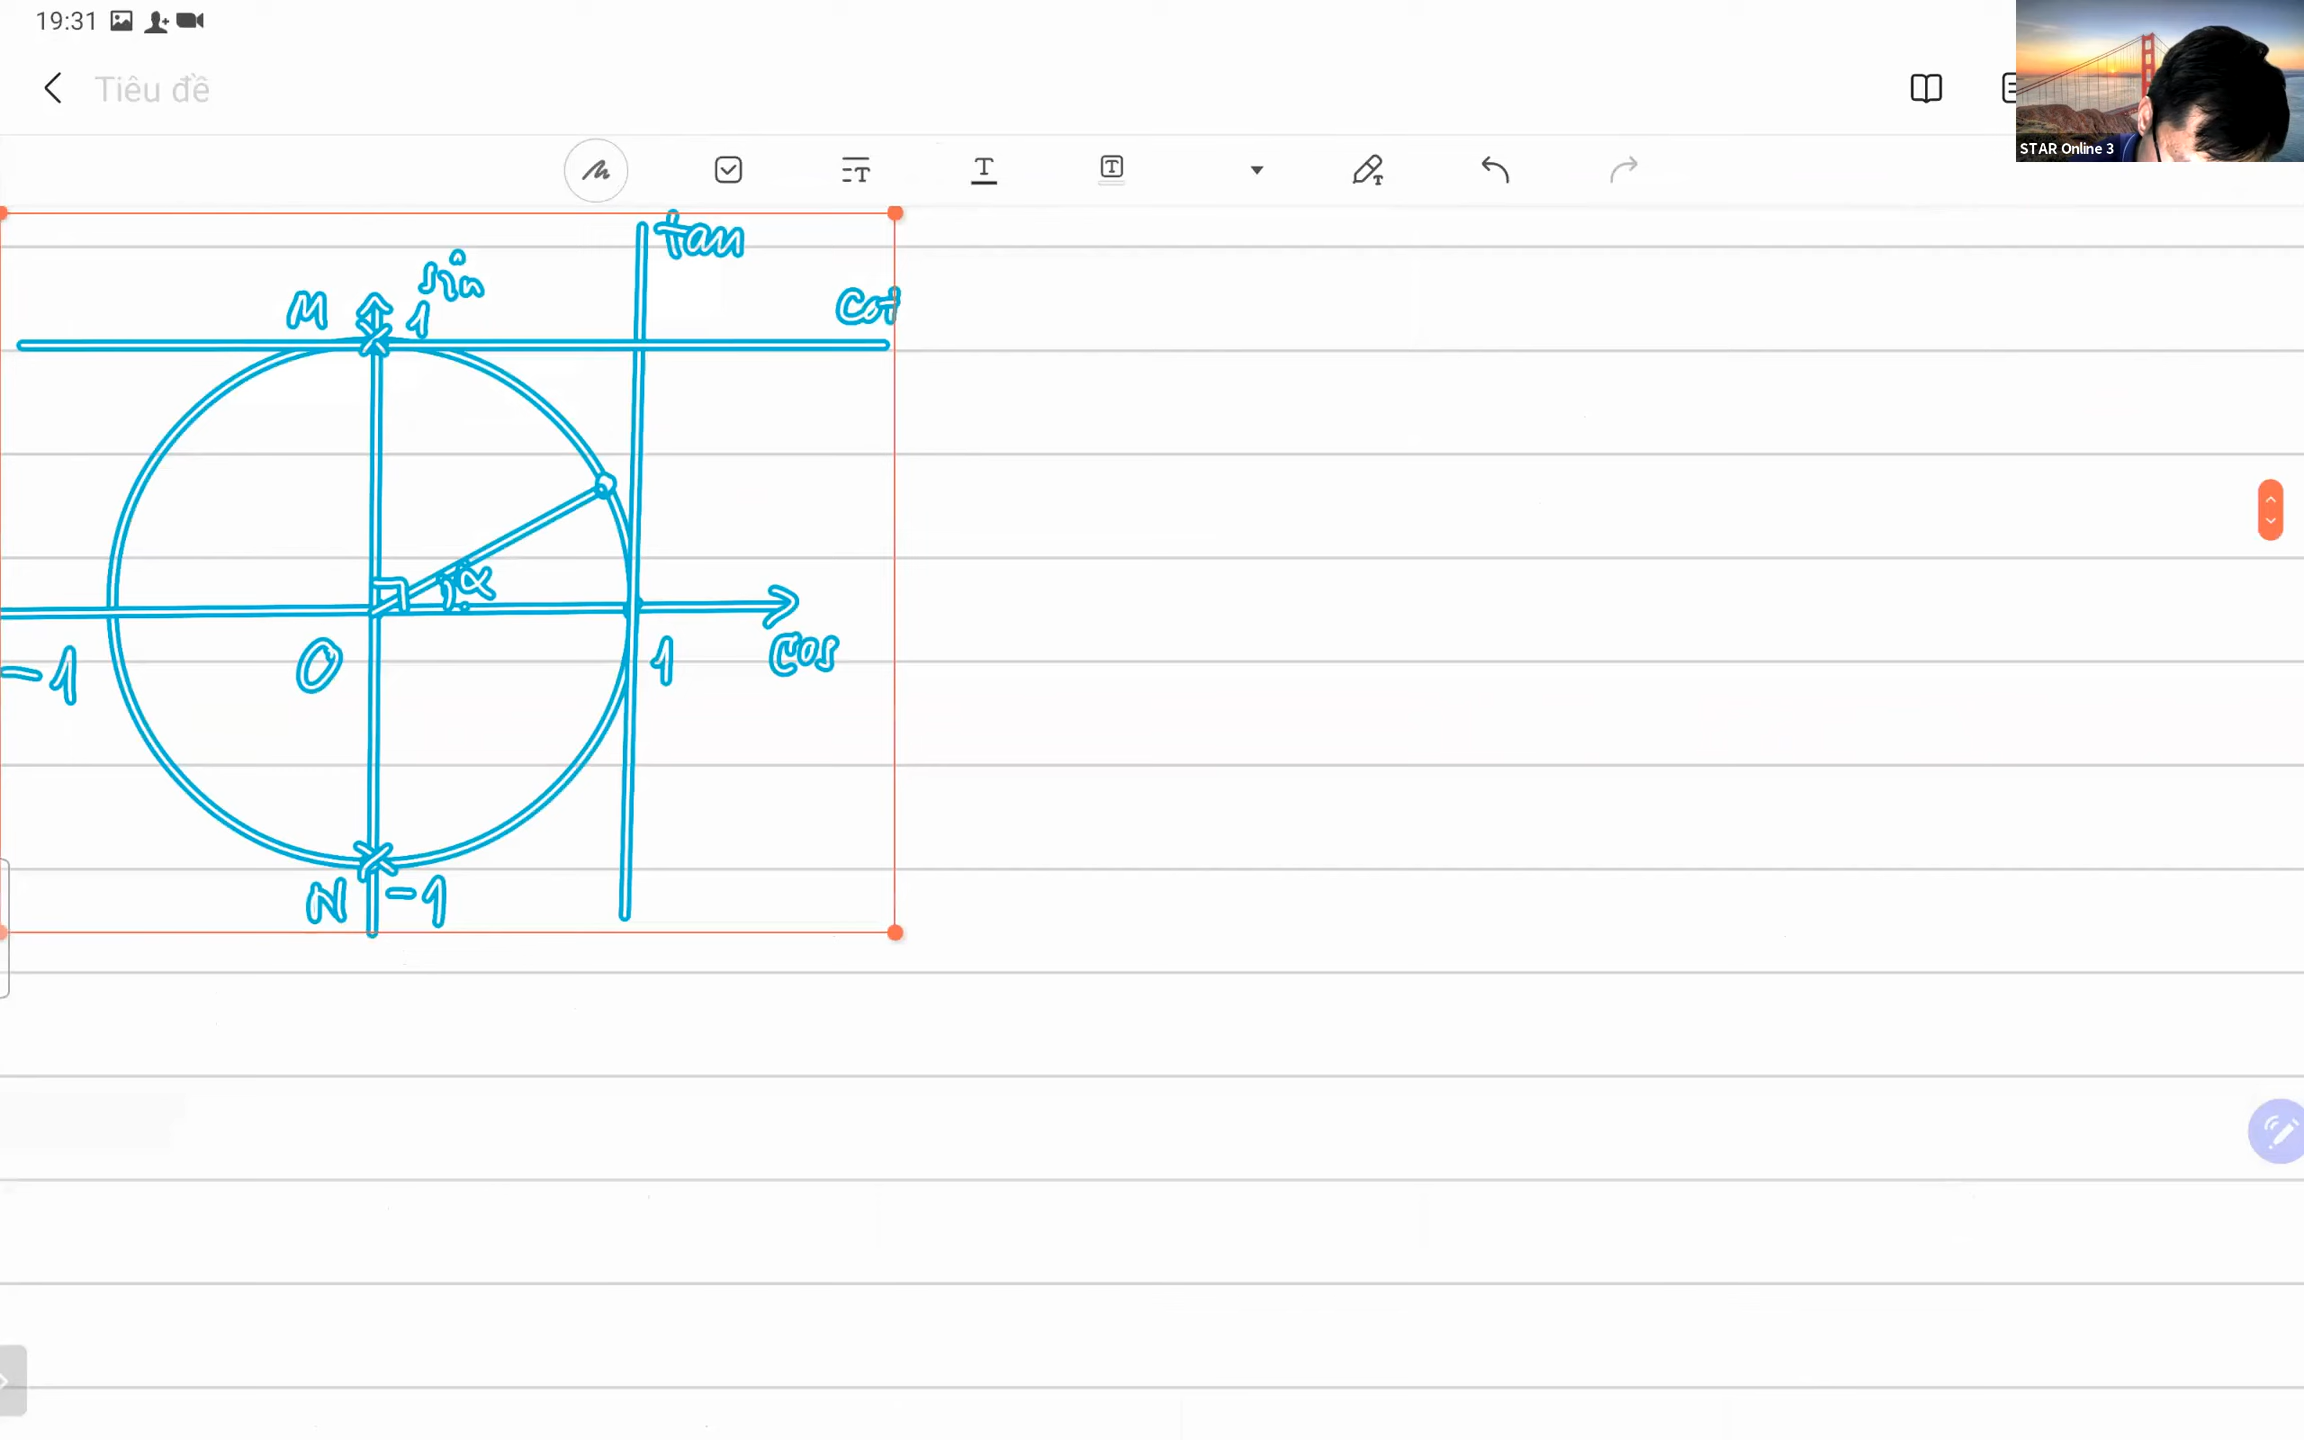 19:31
Tiêu đề
STAR Online 3
tan
sin
M
1
cot
α
O
-1
1
cos
N
-1